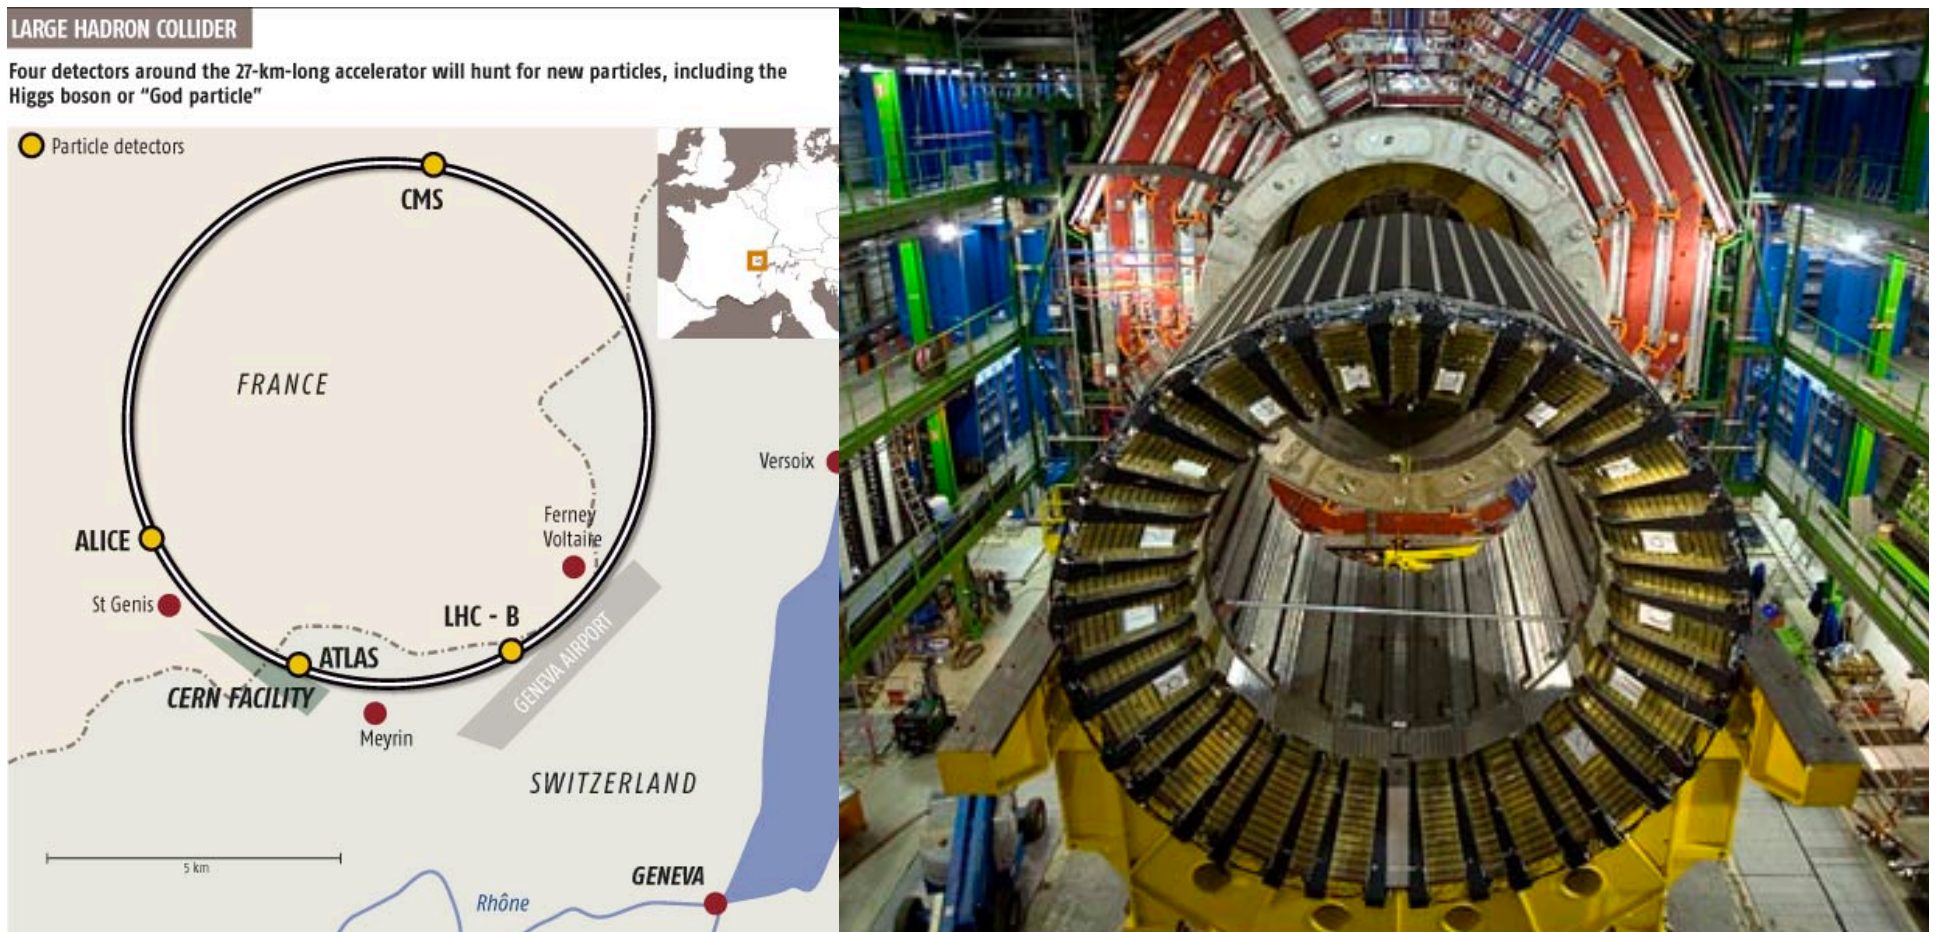 LARGE HADRON COLLIDER
Four detectors around the 27-km-long accelerator will hunt for new particles, including the
Higgs boson or “God particle”
Particle detectors
CMS
FRANCE
Versoix
Ferney
Voltaire
ALICE
St Genis
LHC - B
ATLAS
GENEVA AIRPORT
CERN FACILITY
Meyrin
SWITZERLAND
5 km
GENEVA
Rhône